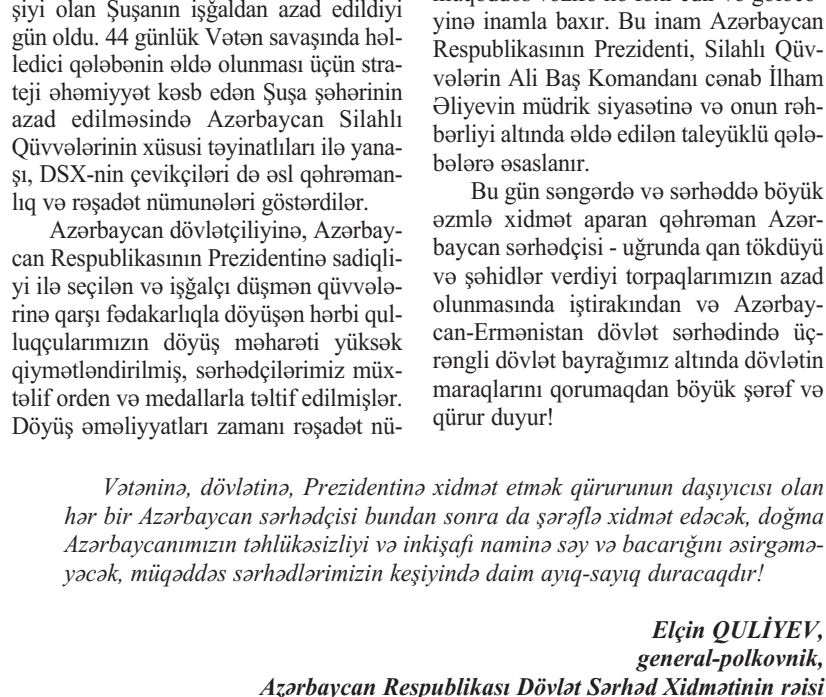 şiyi olan Şuşanın işğaldan azad edildiyi
gün oldu. 44 günlük Vətən savaşında həl-
ledici qələbənin əldə olunması üçün stra-
teji əhəmiyyət kəsb edən Şuşa şəhərinin
azad edilməsində Azərbaycan Silahlı
Qüvvələrinin xüsusi təyinatlıları ilə yana-
şı, DSX-nin çevikçiləri də əsl qəhrəman-
lıq və rəşadət nümunələri göstərdilər.
Azərbaycan dövlətçiliyinə, Azərbay-
can Respublikasının Prezidentinə sadiqli-
yi ilə seçilən və işğalçı düşmən qüvvələ-
rinə qarşı fədakarlıqla döyüşən hərbi qul-
luqçularımızın döyüş məharəti yüksək
qiymətləndirilmiş, sərhədçilərimiz müx-
təlif orden və medallarla təltif edilmişlər.
Döyüş əməliyyatları zamanı rəşadət nü-
yinə inamla baxır. Bu inam Azərbaycan
Respublikasının Prezidenti, Silahlı Qüv-
vələrin Ali Baş Komandanı cənab İlham
Əliyevin müdrik siyasətinə və onun rəh-
bərliyi altında əldə edilən taleyüklü qələ-
bələrə əsaslanır.
Bu gün səngərdə və sərhəddə böyük
əzmlə xidmət aparan qəhrəman Azər-
baycan sərhədçisi - uğrunda qan tökdüyü
və şəhidlər verdiyi torpaqlarımızın azad
olunmasında iştirakından və Azərbay-
can-Ermənistan dövlət sərhədində üç-
rəngli dövlət bayrağımız altında dövlətin
maraqlarını qorumaqdan böyük şərəf və
qürur duyur!
Vətəninə, dövlətinə, Prezidentinə xidmət etmək qürurunun daşıyıcısı olan
hər bir Azərbaycan sərhədçisi bundan sonra da şərəflə xidmət edəcək, doğma
Azərbaycanımızın təhlükəsizliyi və inkişafı naminə səy və bacarığını əsirgəmə-
yəcək, müqəddəs sərhədlərimizin keşiyində daim ayıq-sayıq duracaqdır!
Elçin QULİYEV,
general-polkovnik,
Azərbaycan Respublikası Dövlət Sərhəd Xidmətinin rəisi